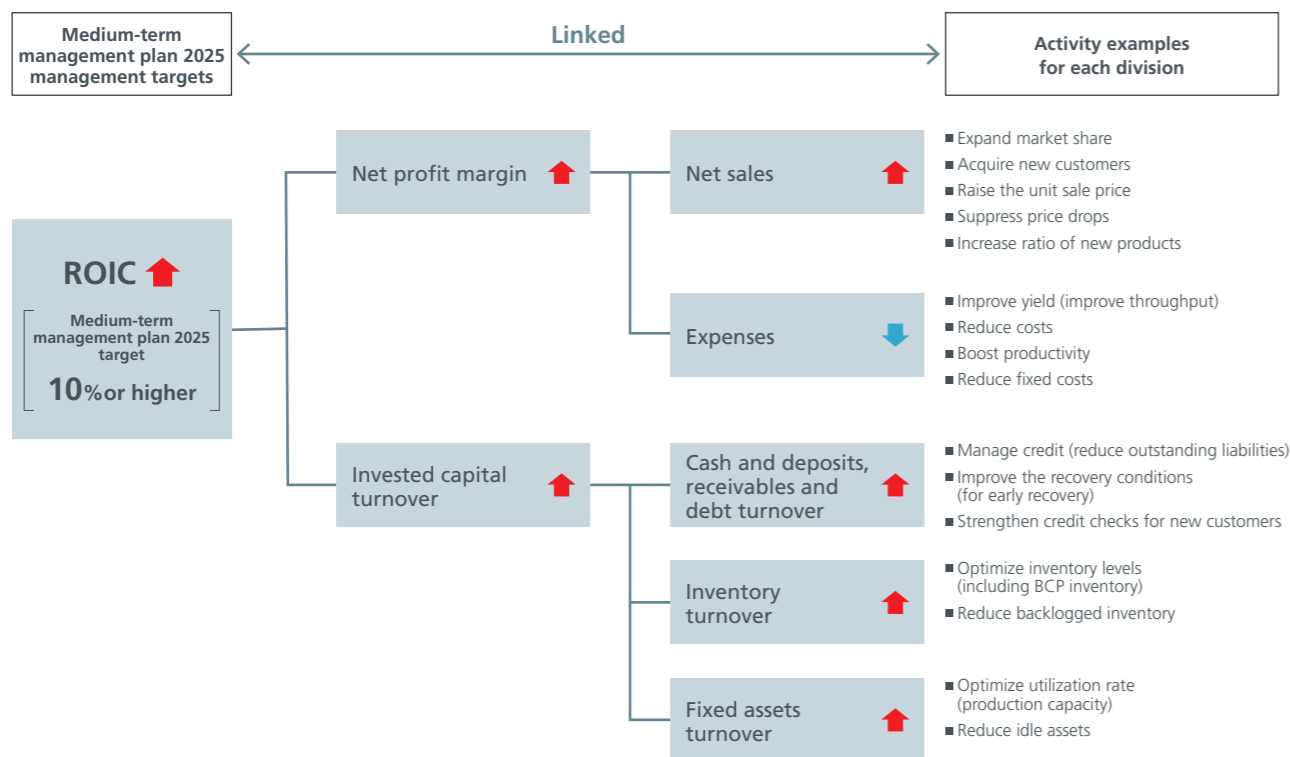 Medium-term
management plan 2025
management targets
Linked
Activity examples
for each division
ROIC
Medium-term
management plan 2025
target
10% or higher
Net profit margin
Net sales
■ Expand market share
■ Acquire new customers
■ Raise the unit sale price
■ Suppress price drops
■ Increase ratio of new products
Expenses
■ Improve yield (improve throughput)
■ Reduce costs
■ Boost productivity
■ Reduce fixed costs
Invested capital
turnover
Cash and deposits,
receivables and
debt turnover
■ Manage credit (reduce outstanding liabilities)
■ Improve the recovery conditions
(for early recovery)
■ Strengthen credit checks for new customers
Inventory
turnover
■ Optimize inventory levels
(including BCP inventory)
■ Reduce backlogged inventory
Fixed assets
turnover
■ Optimize utilization rate
(production capacity)
■ Reduce idle assets